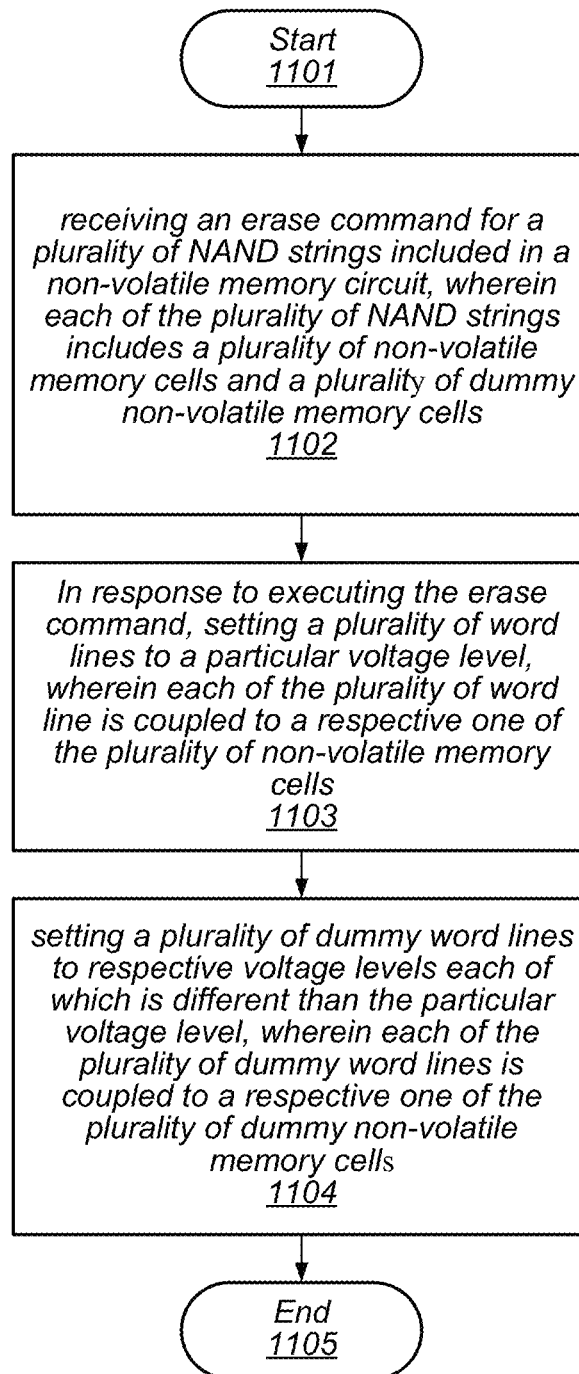 Start
1101
receiving an erase command for a
plurality of NAND strings included in a
non-volatile memory circuit, wherein
each of the plurality of NAND strings
includes a plurality of non-volatile
memory cells and a plurality of dummy
non-volatile memory cells
1102
In response to executing the erase
command, setting a plurality of word
lines to a particular voltage level,
wherein each of the plurality of word
line is coupled to a respective one of
the plurality of non-volatile memory
cells
1103
setting a plurality of dummy word lines
to respective voltage levels each of
which is different than the particular
voltage level, wherein each of the
plurality of dummy word lines is
coupled to a respective one of the
plurality of dummy non-volatile
memory cells
1104
End
1105